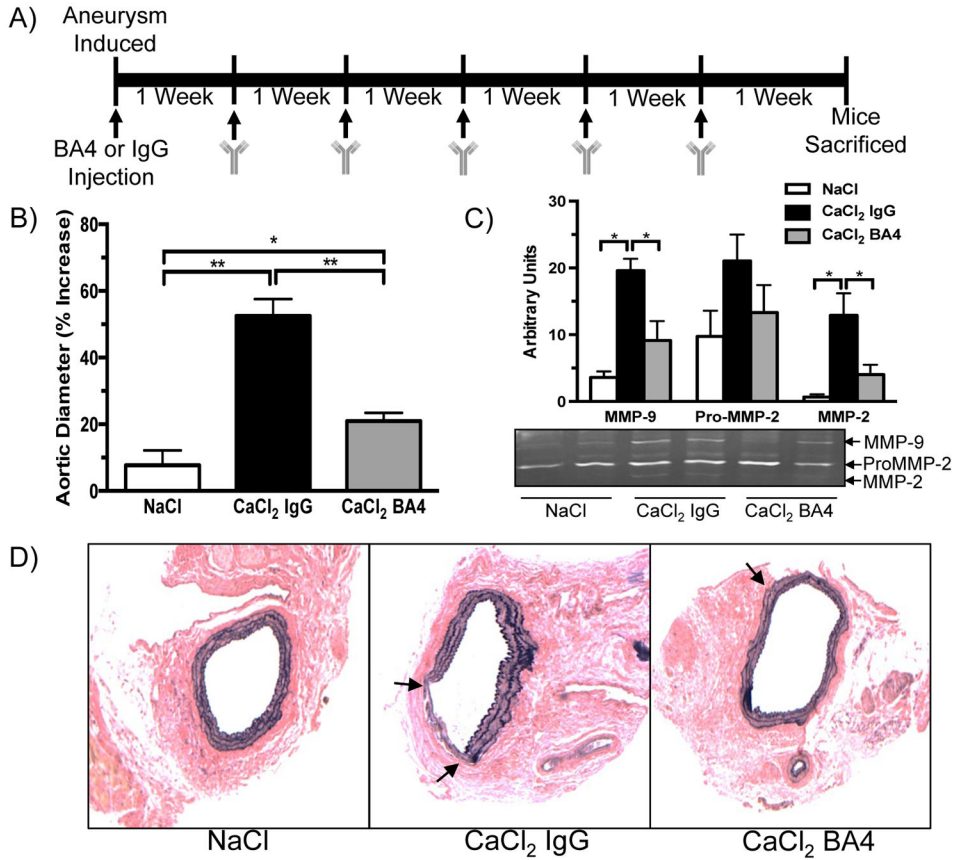 A)
Aneurysm
Induced
1 Week 1 Week 1 Week 1 Week 1 Week 1 Week
BA4 or IgG
Injection
Mice
Sacrificed
B)
Aortic Diameter (% Increase)
80
60
40
20
0
*
** **
NaCl CaCl₂ IgG CaCl₂ BA4
C)
NaCl
CaCl₂ IgG
CaCl₂ BA4
Arbitrary Units
30
20
10
0
* * * *
MMP-9 Pro-MMP-2 MMP-2
MMP-9
ProMMP-2
MMP-2
NaCl CaCl₂ IgG CaCl₂ BA4
D)
NaCl CaCl₂ IgG CaCl₂ BA4